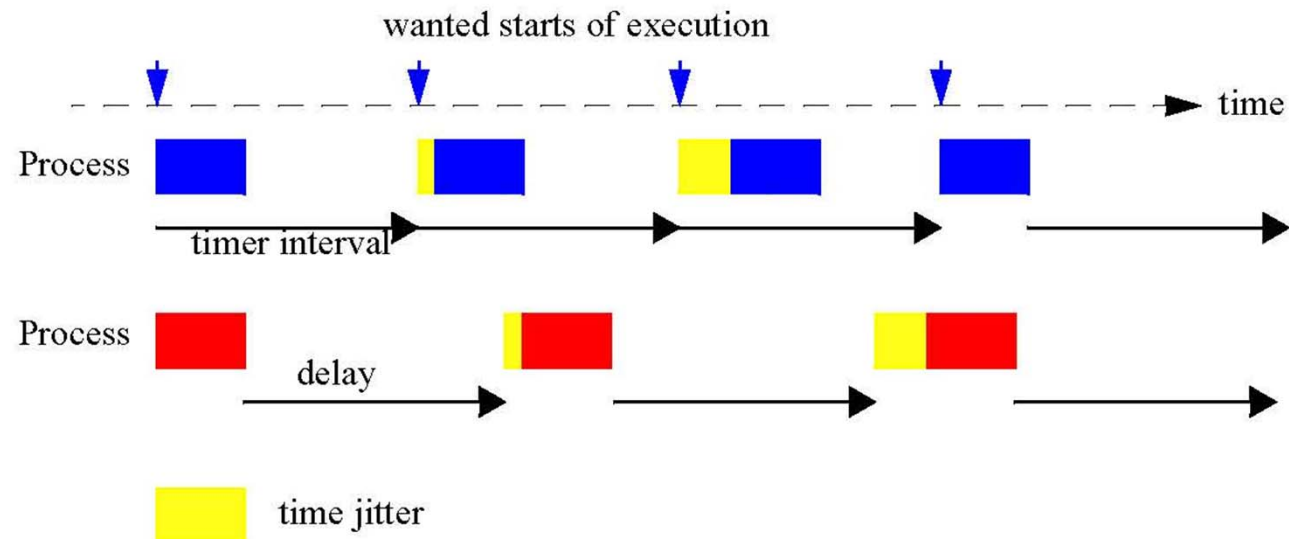 wanted starts of execution
time
Process
timer interval
Process
delay
time jitter